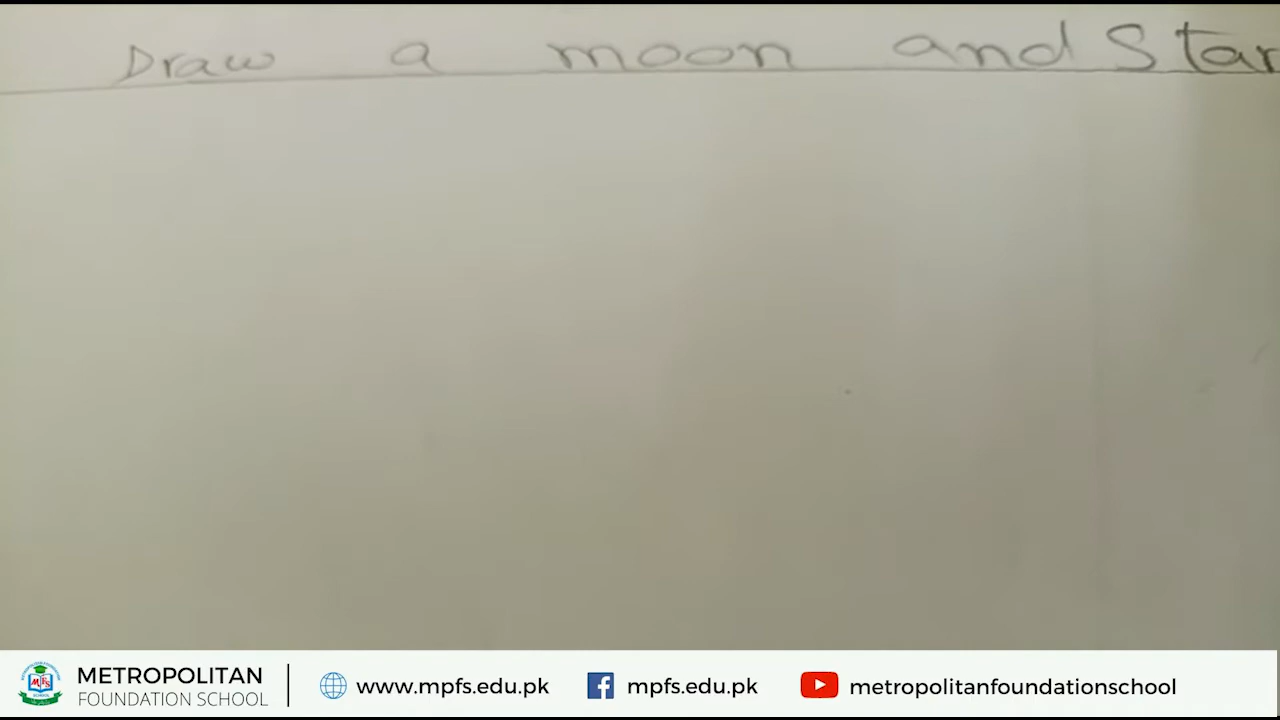 Draw a moon and Star
METROPOLITAN
FOUNDATION SCHOOL
www.mpfs.edu.pk
mpfs.edu.pk
metropolitanfoundationschool